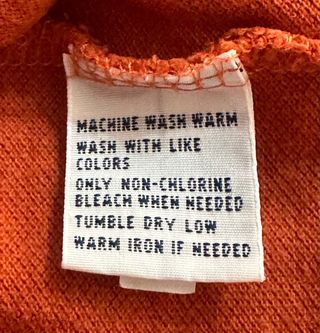 MACHINE WASH WARM
WASH WITH LIKE
COLORS
ONLY NON-CHLORINE
BLEACH WHEN NEEDED
TUMBLE DRY LOW
WARM IRON IF NEEDED